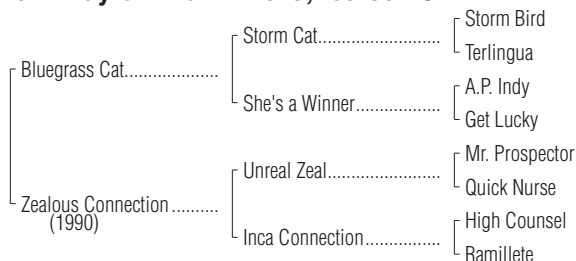 Storm Bird
Storm Cat........................
Terlingua
Bluegrass Cat....................
A.P. Indy
She's a Winner.................
Get Lucky
Mr. Prospector
Unreal Zeal......................
Quick Nurse
Zealous Connection ..........
(1990)
High Counsel
Inca Connection...............
Ramillete